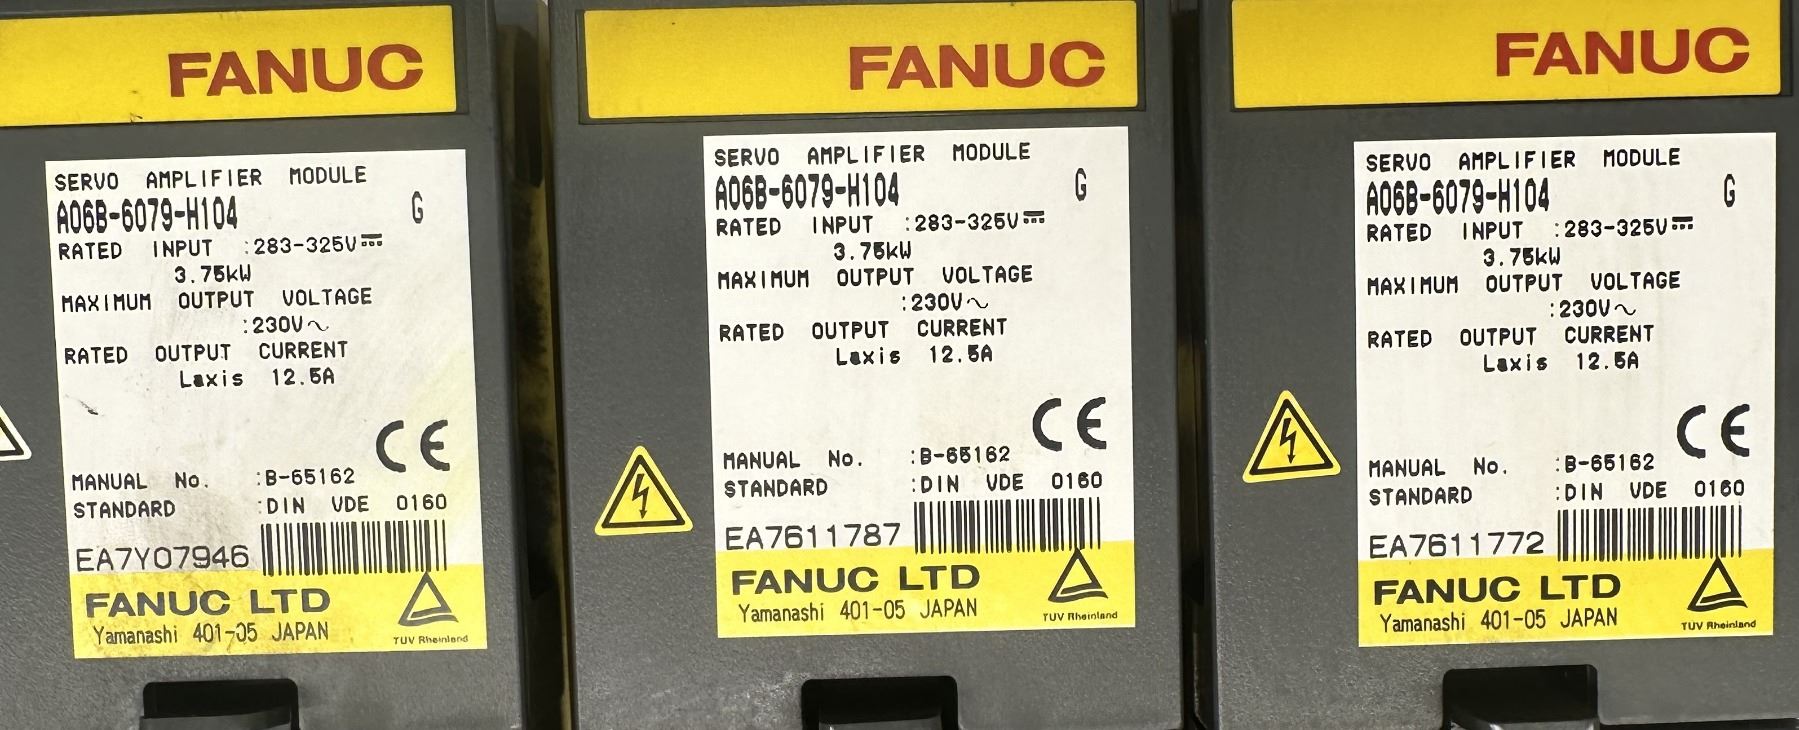 FANUC
SERVO AMPLIFIER MODULE
A06B-6079-H104 G
RATED INPUT :283-325V⎓
3.75kW
MAXIMUM OUTPUT VOLTAGE
:230V~
RATED OUTPUT CURRENT
Laxis 12.5A
CE
MANUAL No. :B-65162
STANDARD :DIN VDE 0160
EA7Y07946
FANUC LTD
Yamanashi 401-05 JAPAN
TUV Rheinland
FANUC
SERVO AMPLIFIER MODULE
A06B-6079-H104 G
RATED INPUT :283-325V⎓
3.75kW
MAXIMUM OUTPUT VOLTAGE
:230V~
RATED OUTPUT CURRENT
Laxis 12.5A
CE
MANUAL No. :B-65162
STANDARD :DIN VDE 0160
EA7611787
FANUC LTD
Yamanashi 401-05 JAPAN
TUV Rheinland
FANUC
SERVO AMPLIFIER MODULE
A06B-6079-H104 G
RATED INPUT :283-325V⎓
3.75kW
MAXIMUM OUTPUT VOLTAGE
:230V~
RATED OUTPUT CURRENT
Laxis 12.5A
CE
MANUAL No. :B-65162
STANDARD :DIN VDE 0160
EA7611772
FANUC LTD
Yamanashi 401-05 JAPAN
TUV Rheinland